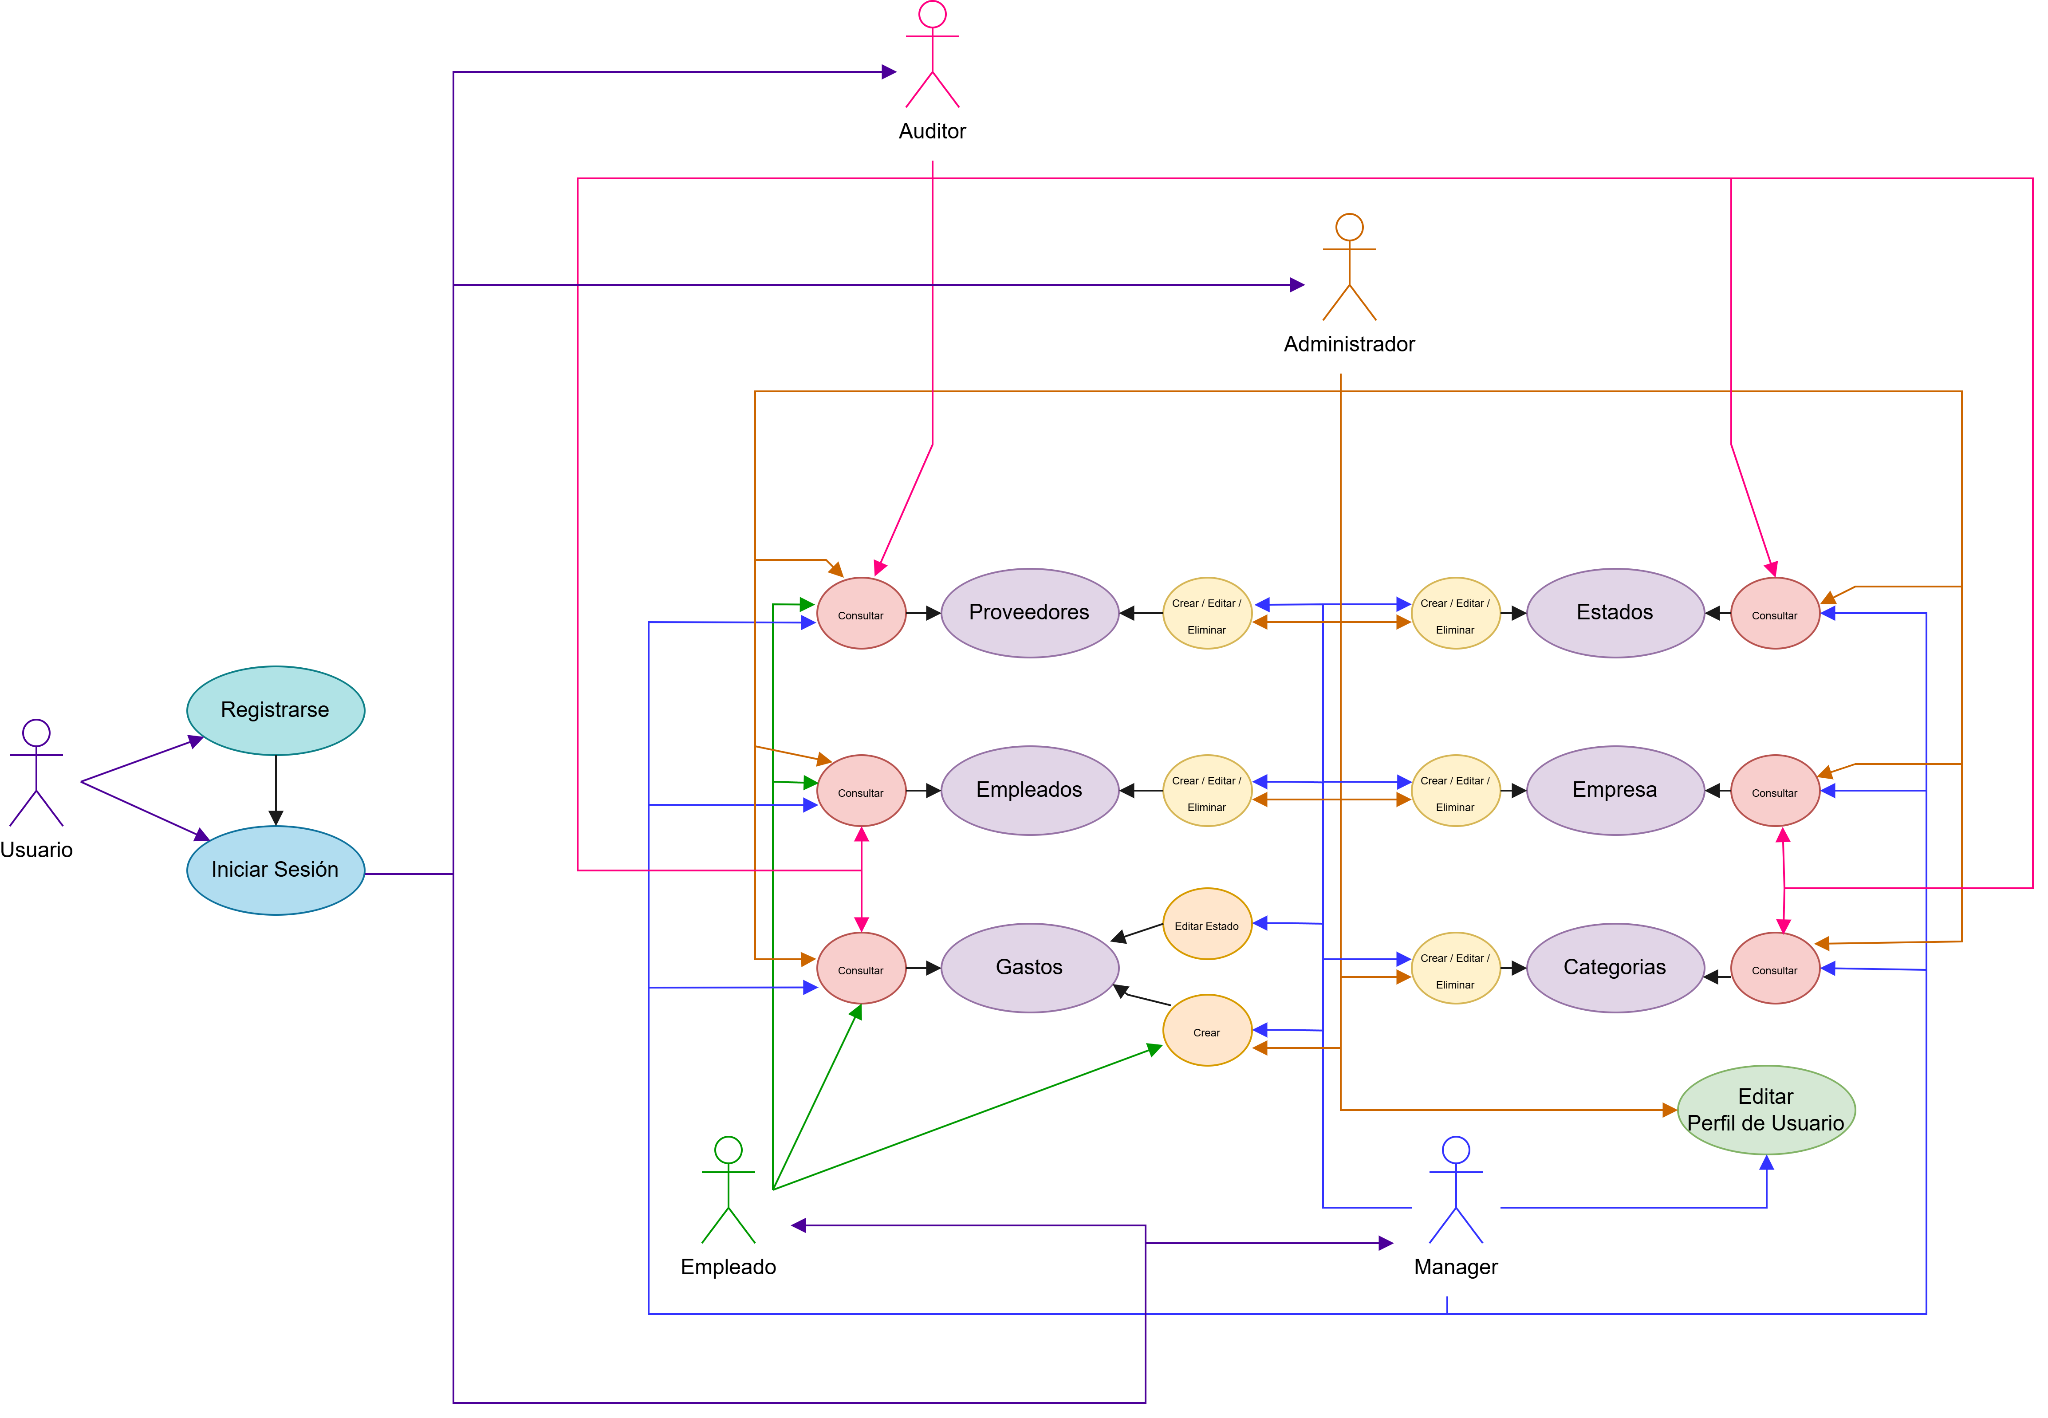 Auditor
Administrador
Consultar
Proveedores
Crear / Editar /
Eliminar
Crear / Editar /
Eliminar
Estados
Consultar
Registrarse
Usuario
Iniciar Sesión
Consultar
Empleados
Crear / Editar /
Eliminar
Crear / Editar /
Eliminar
Empresa
Consultar
Editar Estado
Consultar
Gastos
Crear
Crear / Editar /
Eliminar
Categorias
Consultar
Editar
Perfil de Usuario
Empleado
Manager